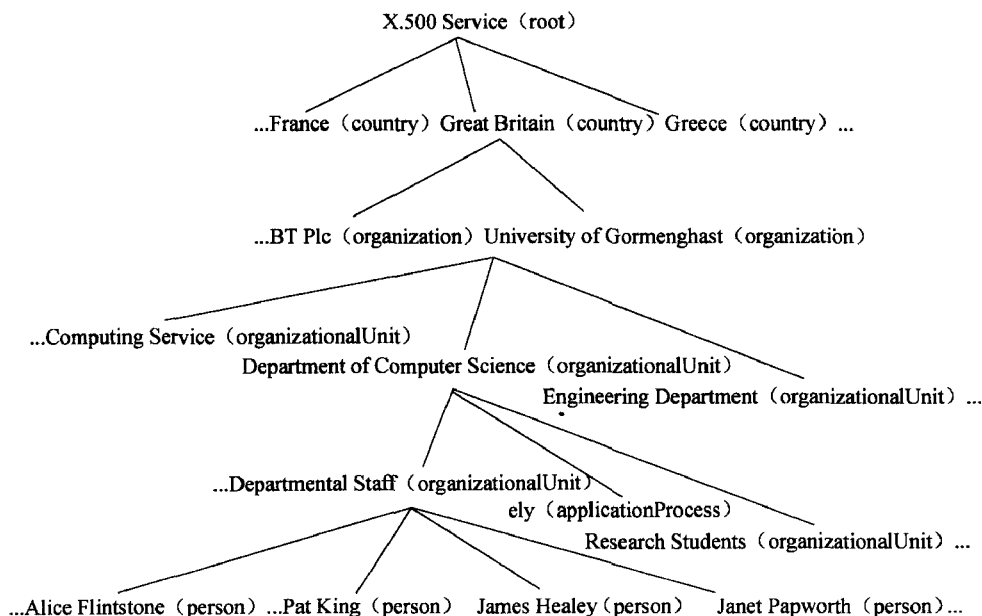 X.500 Service（root）
...France（country）Great Britain（country）Greece（country）...
...BT Plc（organization）University of Gormenghast（organization）
...Computing Service（organizationalUnit）
Department of Computer Science（organizationalUnit）
Engineering Department（organizationalUnit）...
...Departmental Staff（organizationalUnit）
ely（applicationProcess）
Research Students（organizationalUnit）...
...Alice Flintstone（person）...Pat King（person） James Healey（person） Janet Papworth（person）...